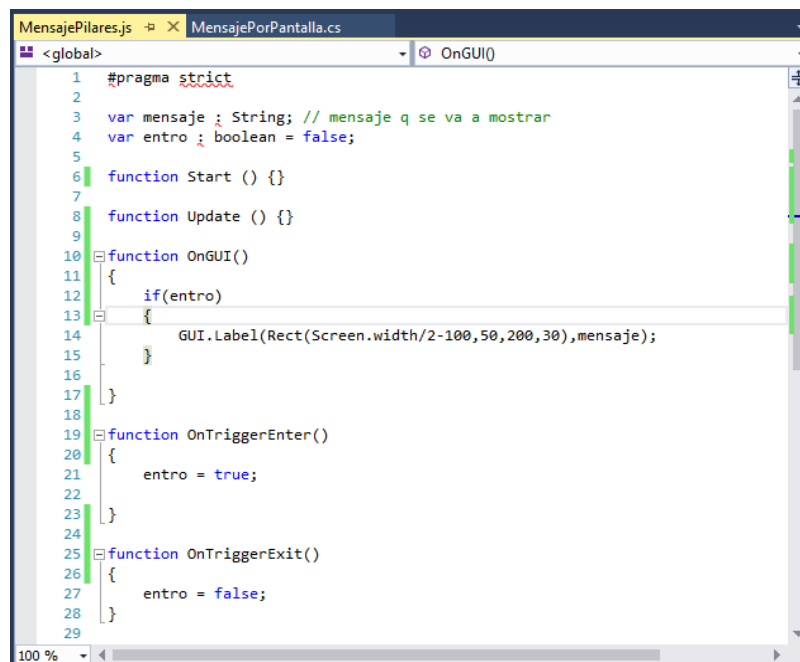 MensajePilares.js MensajePorPantalla.cs
<global> OnGUI()
1 #pragma strict
2
3 var mensaje : String; // mensaje q se va a mostrar
4 var entro : boolean = false;
5
6 function Start () {}
7
8 function Update () {}
9
10 function OnGUI()
11 {
12 if(entro)
13 {
14 GUI.Label(Rect(Screen.width/2-100,50,200,30),mensaje);
15 }
16
17 }
18
19 function OnTriggerEnter()
20 {
21 entro = true;
22
23 }
24
25 function OnTriggerExit()
26 {
27 entro = false;
28 }
29
100 %